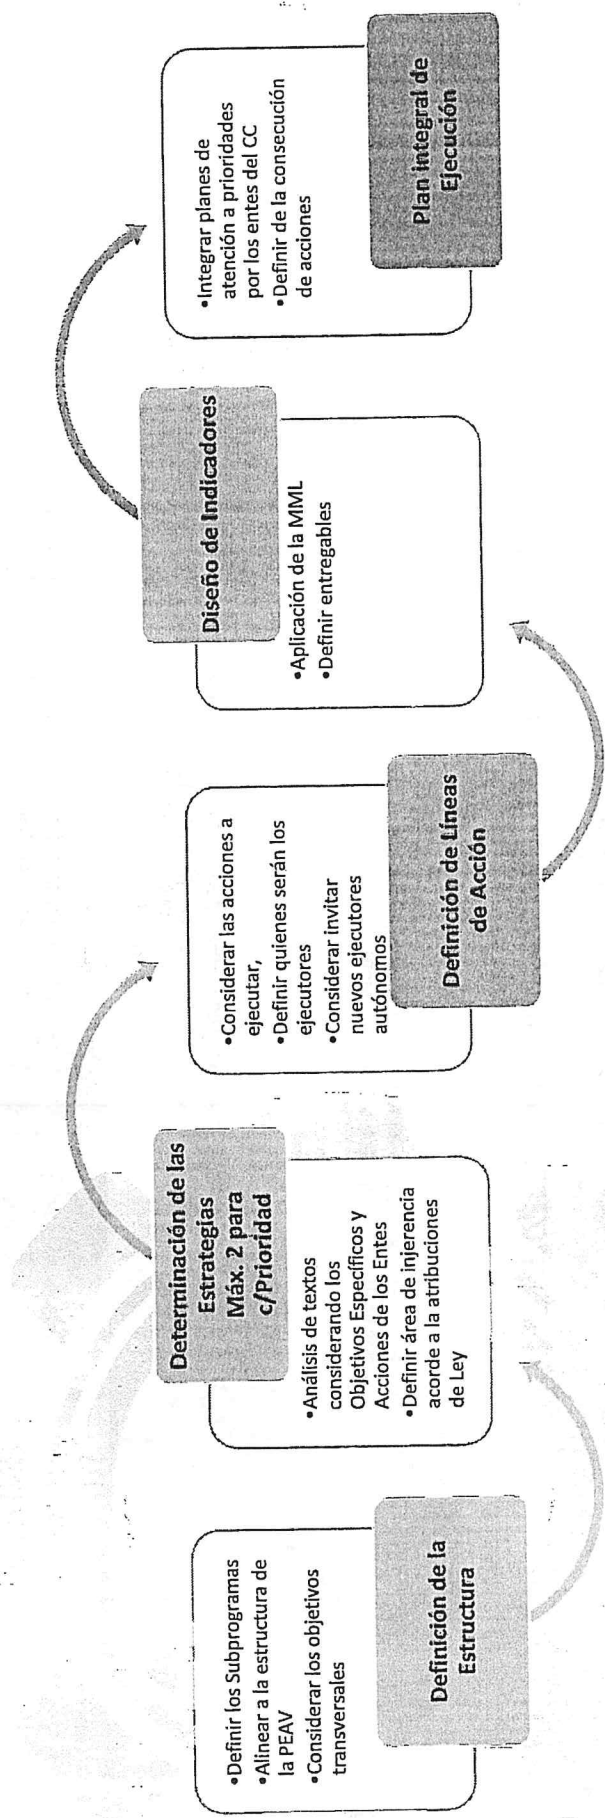 •Definir los Subprogramas
•Alinear a la estructura de
la PEAV
•Considerar los objetivos
transversales
Definición de la
Estructura
Determinación de las
Estrategias
Máx. 2 para
c/Prioridad
•Análisis de textos
considerando los
Objetivos Específicos y
Acciones de los Entes
•Definir área de injerencia
acorde a la atribuciones
de Ley
•Considerar las acciones a
ejecutar,
•Definir quienes serán los
ejecutores
•Considerar invitar
nuevos ejecutores
autónomos
Definición de Líneas
de Acción
Diseño de Indicadores
•Aplicación de la MML
•Definir entregables
•Integrar planes de
atención a prioridades
por los entes del CC
•Definir de la consecución
de acciones
Plan integral de
Ejecución